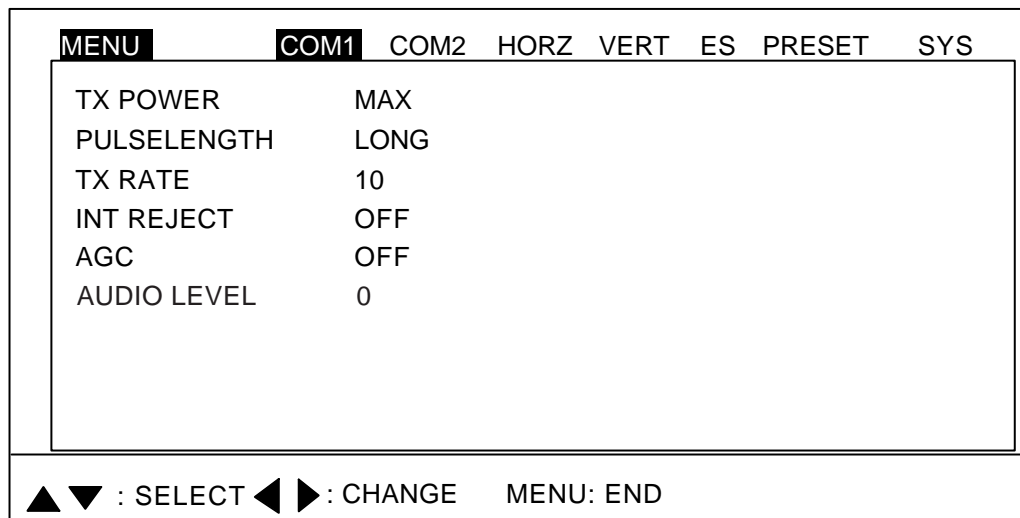 MENU COM1 COM2 HORZ VERT ES PRESET SYS
TX POWER MAX
PULSELENGTH LONG
TX RATE 10
INT REJECT OFF
AGC OFF
AUDIO LEVEL 0
▲ ▼ : SELECT ◀ ▶ : CHANGE MENU: END